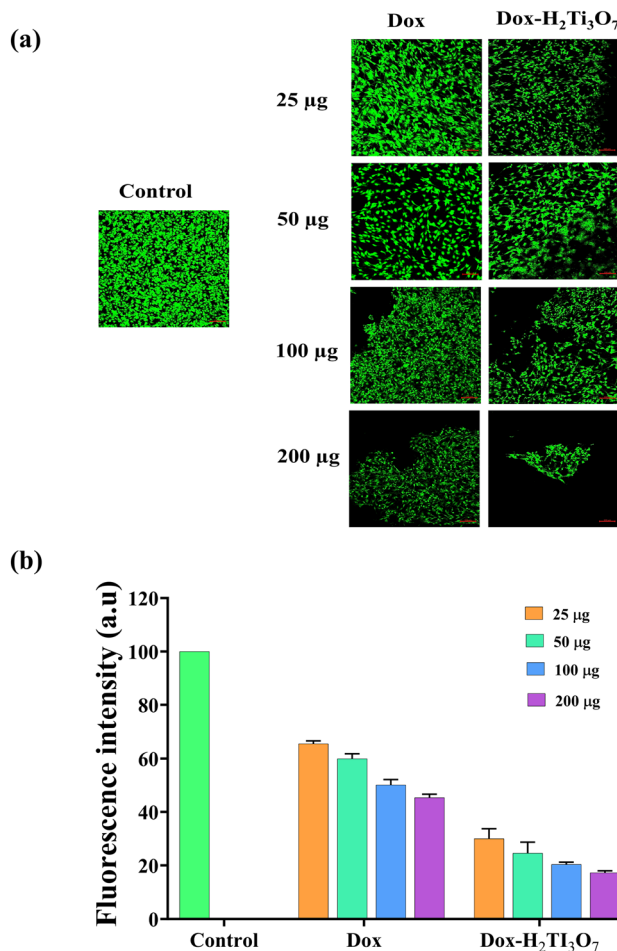 (a)
Dox
Dox-H₂Ti₃O₇
25 μg
Control
50 μg
100 μg
200 μg
(b)
Fluorescence intensity (a.u)
120
100
80
60
40
20
0
25 μg
50 μg
100 μg
200 μg
Control
Dox
Dox-H₂TI₃O₇